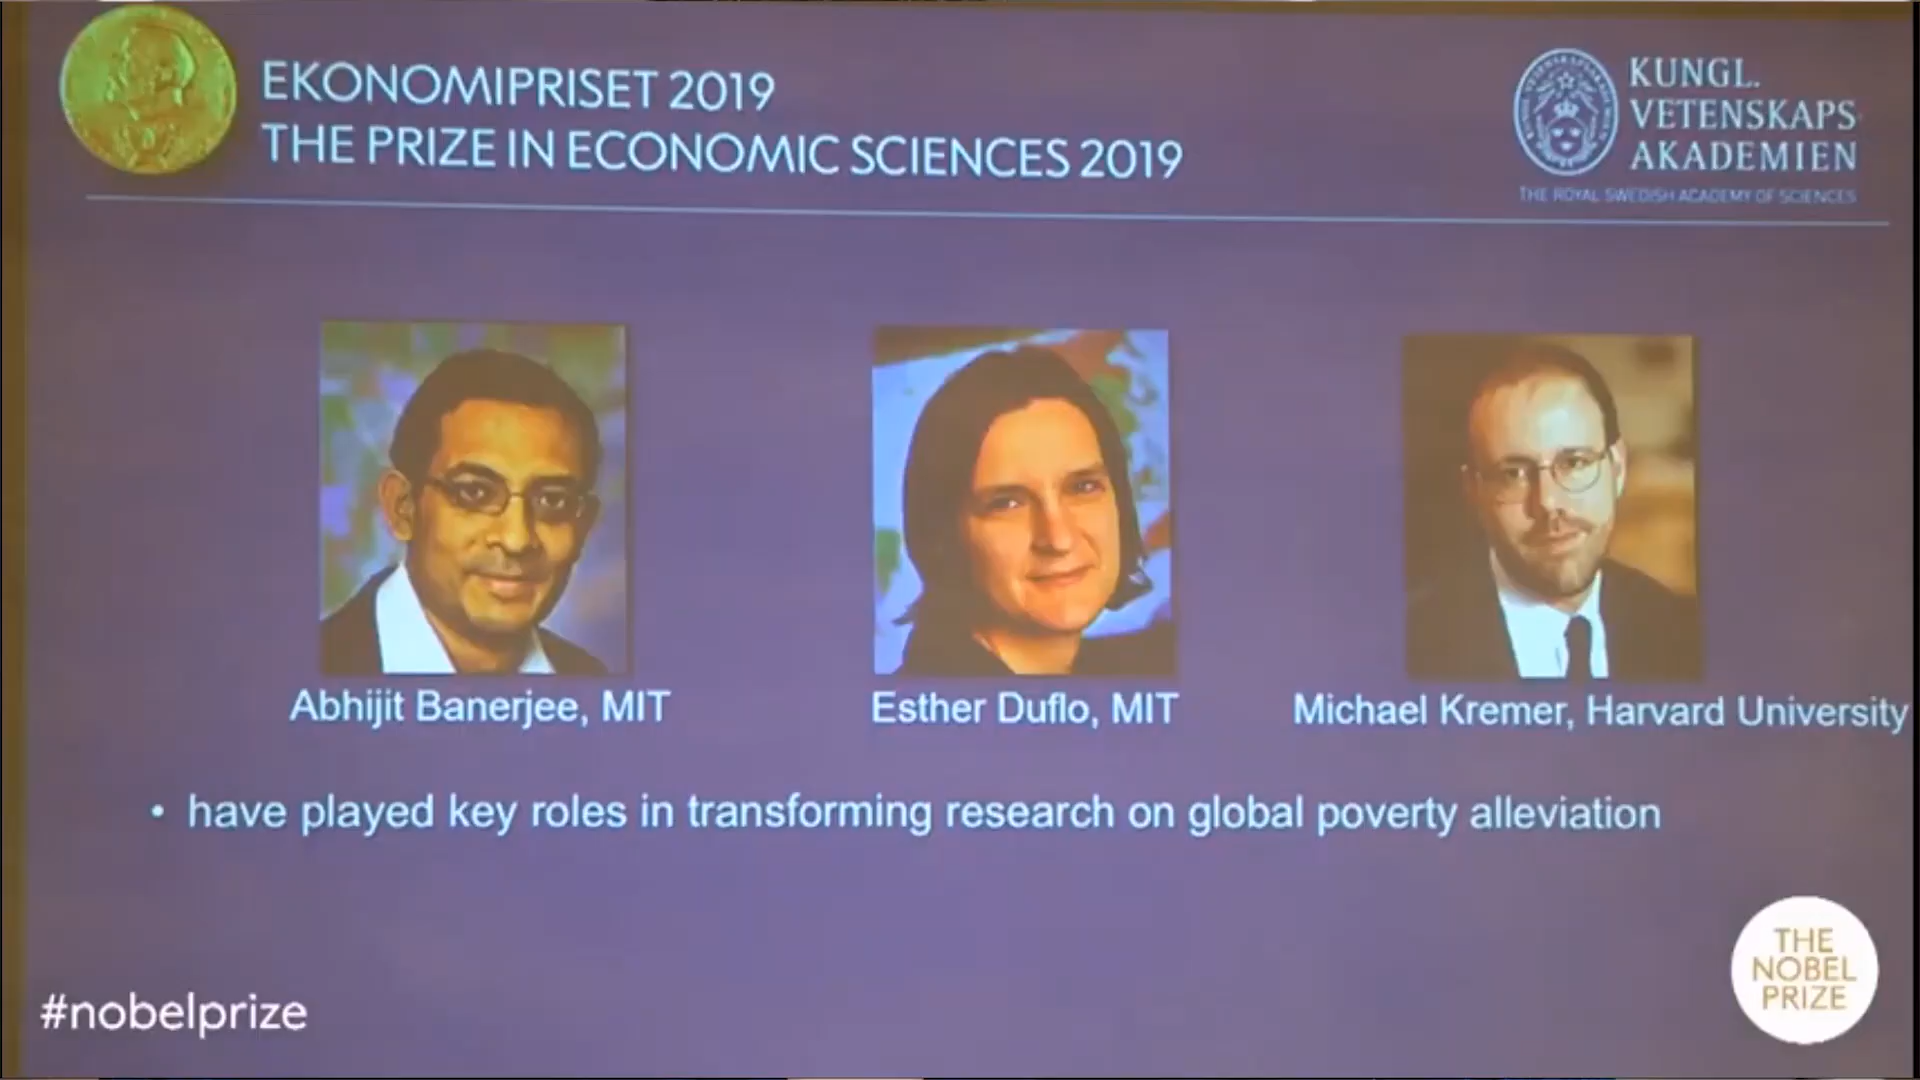 EKONOMIPRISET 2019
THE PRIZE IN ECONOMIC SCIENCES 2019
KUNGL.
VETENSKAPS
AKADEMIEN
THE ROYAL SWEDISH ACADEMY OF SCIENCES
Abhijit Banerjee, MIT
Esther Duflo, MIT
Michael Kremer, Harvard University
• have played key roles in transforming research on global poverty alleviation
#nobelprize
THE
NOBEL
PRIZE